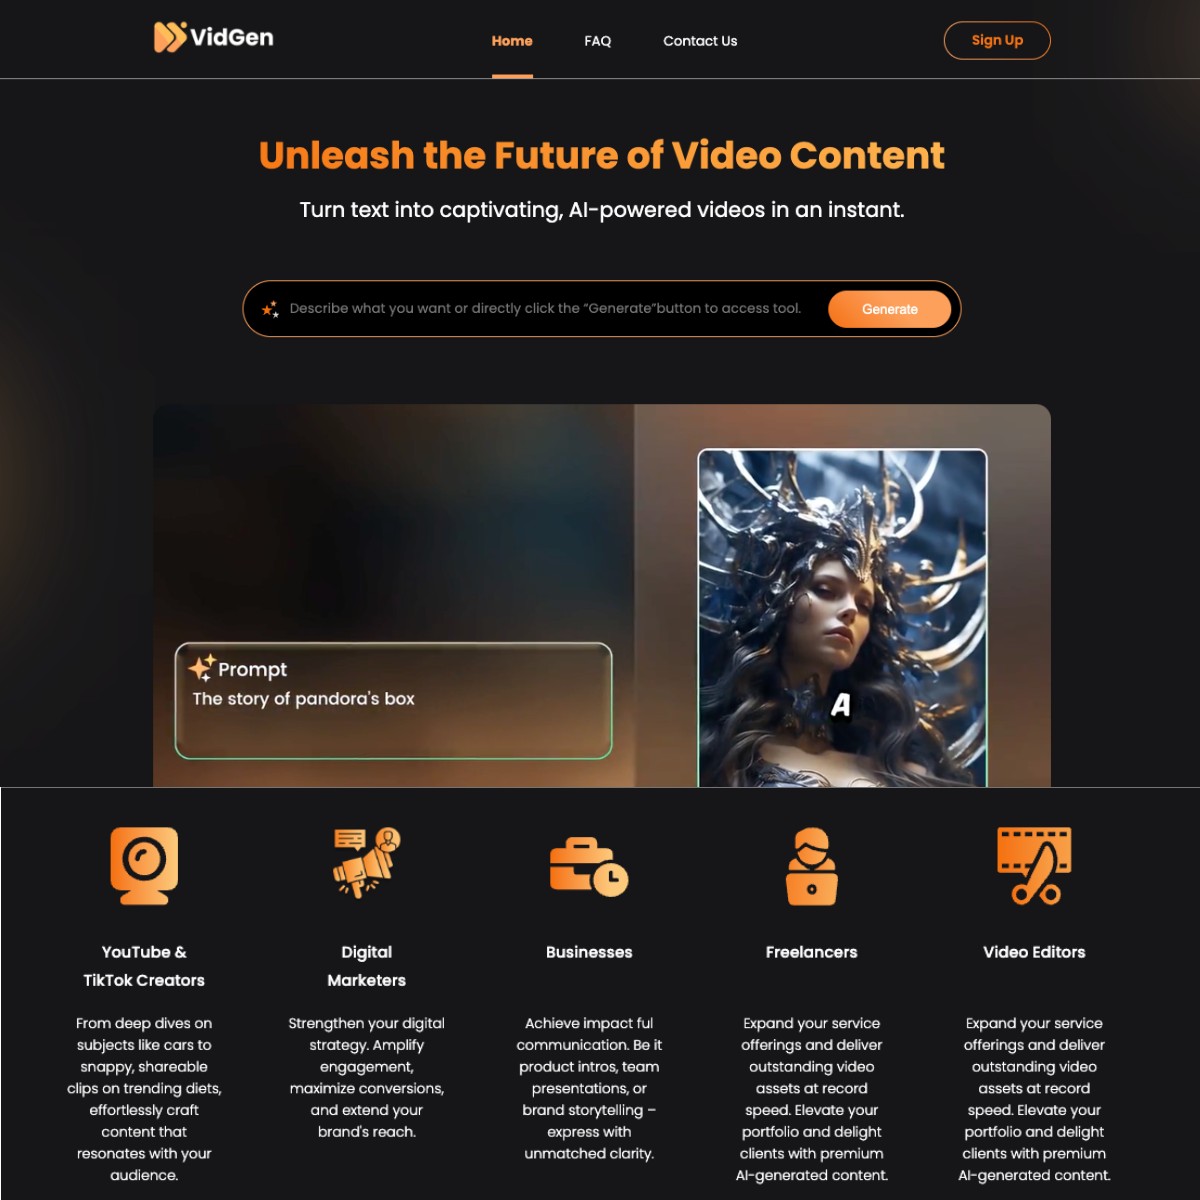 VidGen
Home
FAQ
Contact Us
Sign Up
Unleash the Future of Video Content
Turn text into captivating, AI-powered videos in an instant.
Describe what you want or directly click the “Generate”button to access tool.
Generate
Prompt
The story of pandora's box
A
YouTube &
TikTok Creators
From deep dives on
subjects like cars to
snappy, shareable
clips on trending diets,
effortlessly craft
content that
resonates with your
audience.
Digital
Marketers
Strengthen your digital
strategy. Amplify
engagement,
maximize conversions,
and extend your
brand's reach.
Businesses
Achieve impact ful
communication. Be it
product intros, team
presentations, or
brand storytelling –
express with
unmatched clarity.
Freelancers
Expand your service
offerings and deliver
outstanding video
assets at record
speed. Elevate your
portfolio and delight
clients with premium
AI-generated content.
Video Editors
Expand your service
offerings and deliver
outstanding video
assets at record
speed. Elevate your
portfolio and delight
clients with premium
AI-generated content.